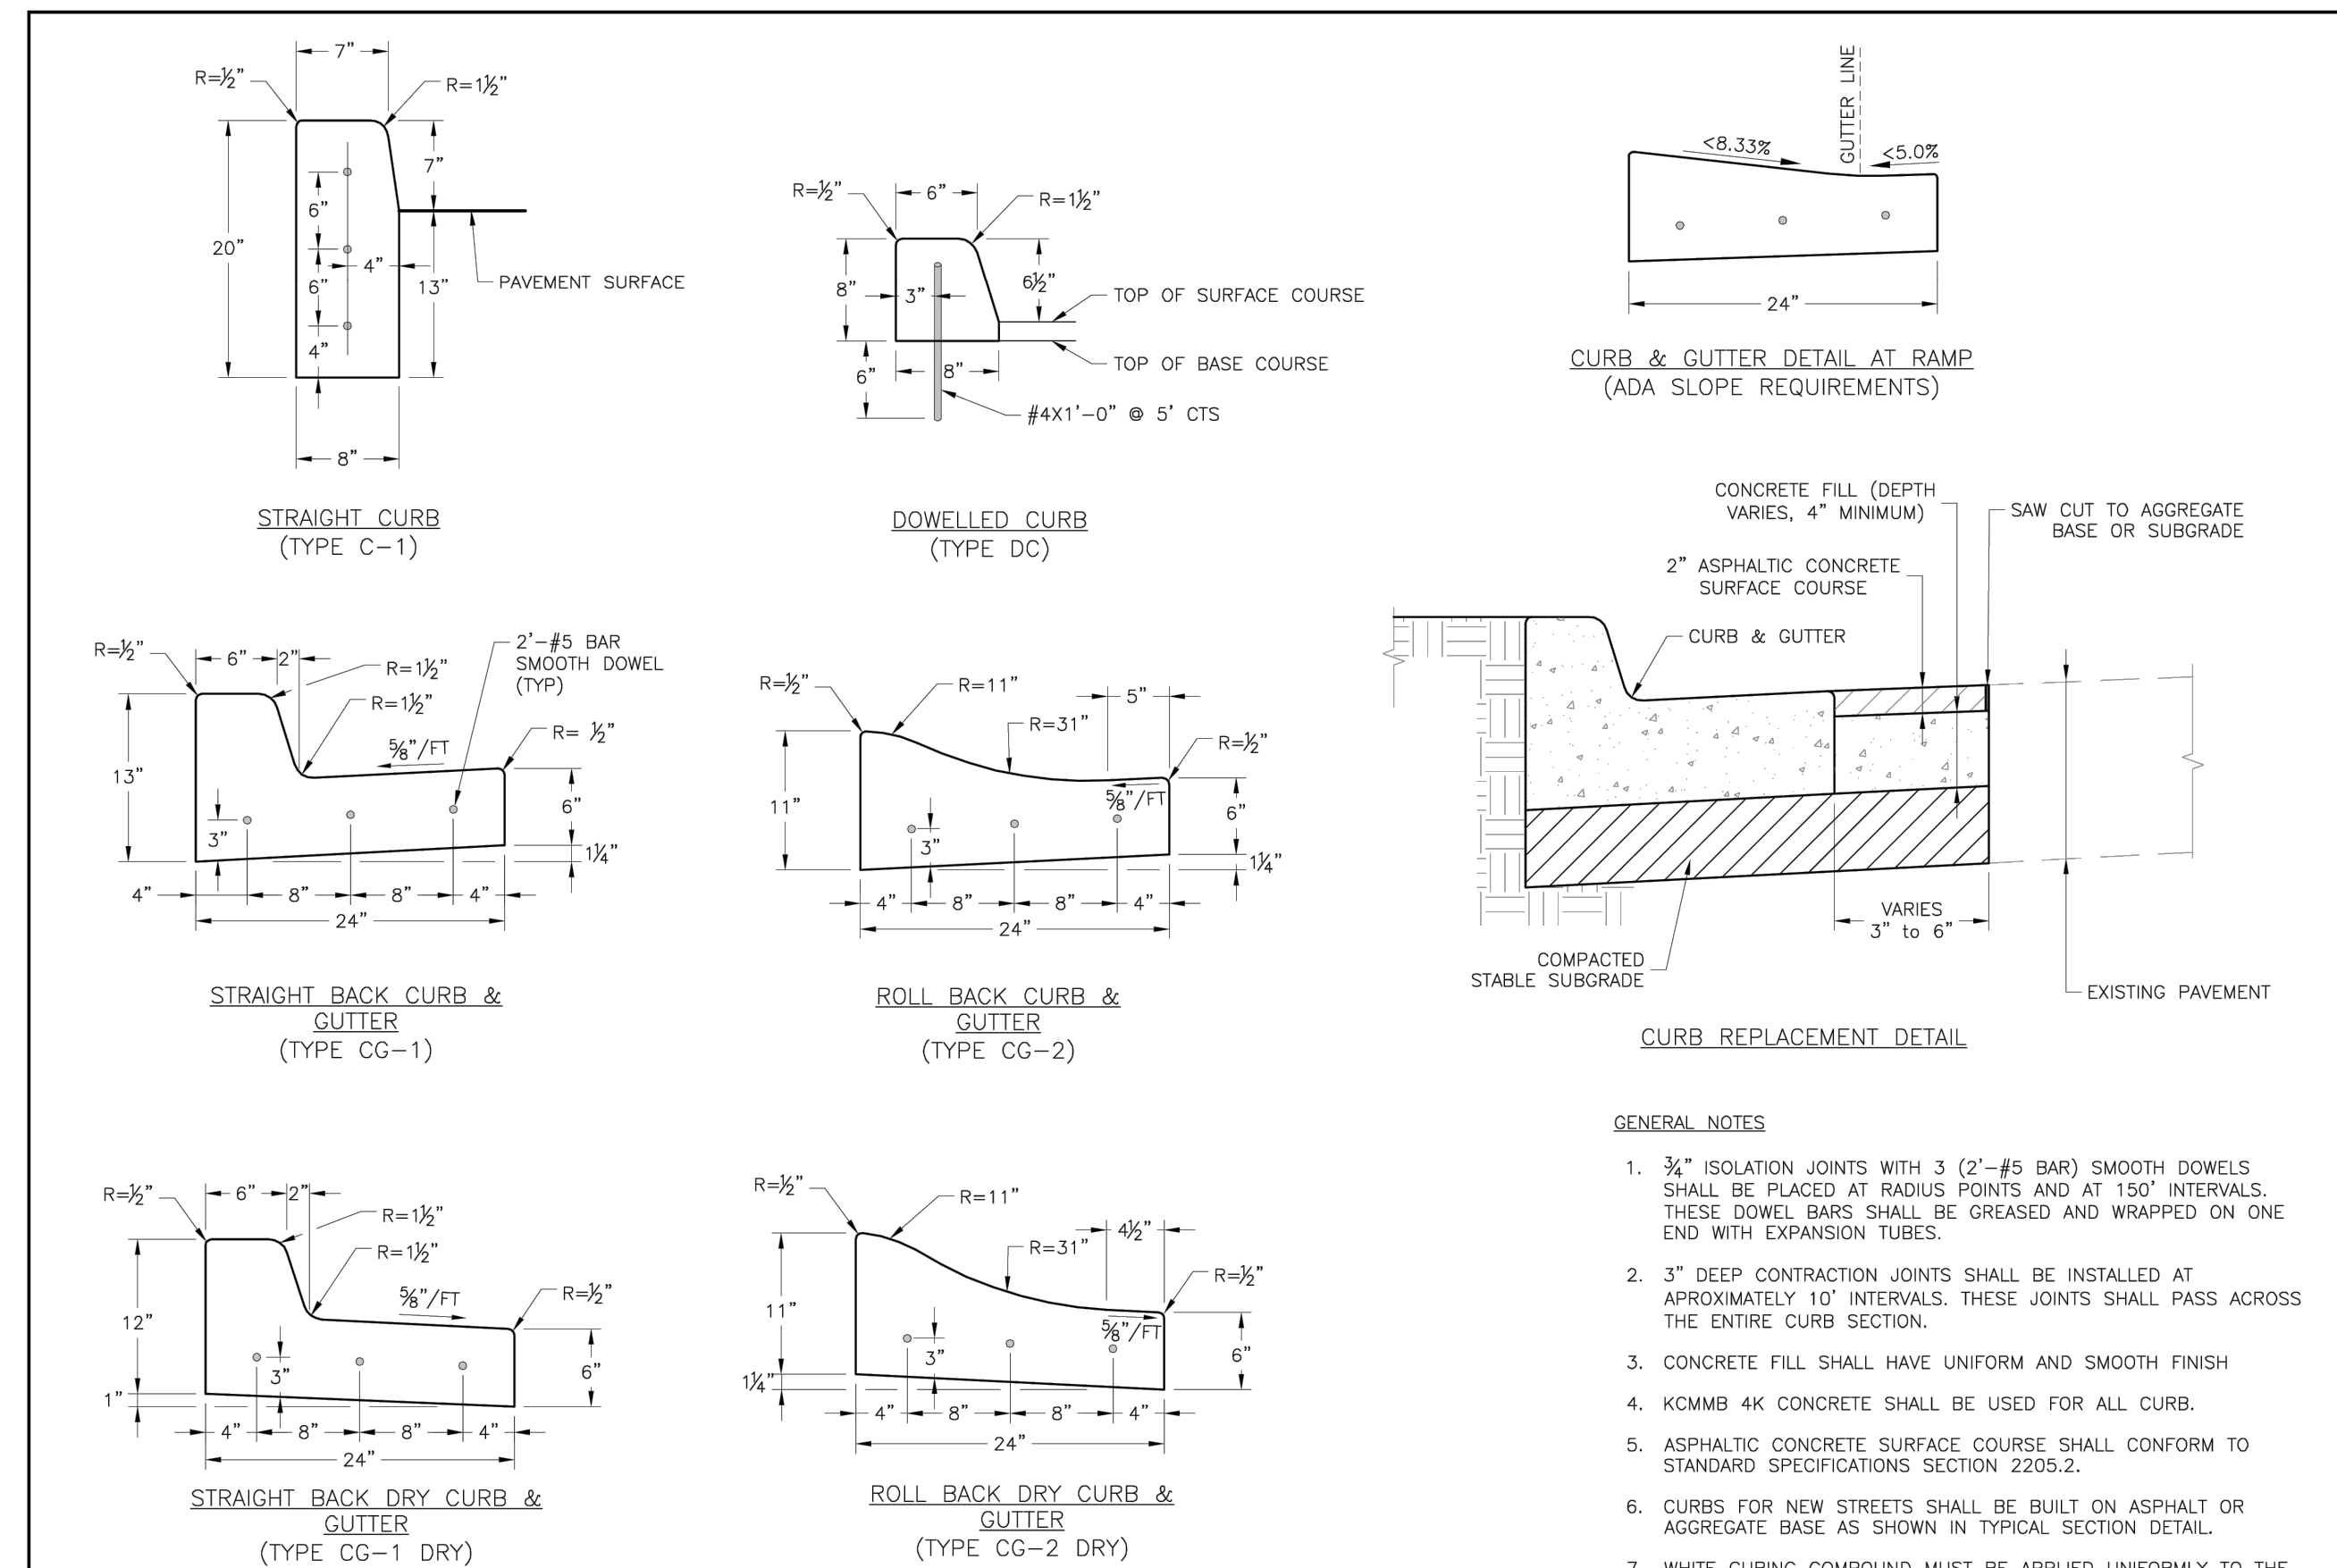 7"
R=½"
R=1½"
7"
6"
20"
4"
6"
13"
PAVEMENT SURFACE
4"
8"
STRAIGHT CURB
(TYPE C-1)
R=½"
6"
R=1½"
8"
3"
6½"
TOP OF SURFACE COURSE
TOP OF BASE COURSE
6"
8"
#4X1'-0" @ 5' CTS
DOWELLED CURB
(TYPE DC)
GUTTER LINE
<8.33%
<5.0%
24"
CURB & GUTTER DETAIL AT RAMP
(ADA SLOPE REQUIREMENTS)
R=½"
6"
2"
R=1½"
R=1½"
2'-#5 BAR
SMOOTH DOWEL
(TYP)
⅝"/FT
R= ½"
13"
3"
6"
1¼"
4"
8"
8"
4"
24"
STRAIGHT BACK CURB &
GUTTER
(TYPE CG-1)
R=½"
R=11"
R=31"
5"
R=½"
11"
⅝"/FT
3"
6"
1¼"
4"
8"
8"
4"
24"
ROLL BACK CURB &
GUTTER
(TYPE CG-2)
CONCRETE FILL (DEPTH
VARIES, 4" MINIMUM)
SAW CUT TO AGGREGATE
BASE OR SUBGRADE
2" ASPHALTIC CONCRETE
SURFACE COURSE
CURB & GUTTER
VARIES
3" to 6"
COMPACTED
STABLE SUBGRADE
EXISTING PAVEMENT
CURB REPLACEMENT DETAIL
R=½"
6"
2"
R=1½"
R=1½"
⅝"/FT
R=½"
12"
3"
6"
1"
4"
8"
8"
4"
24"
STRAIGHT BACK DRY CURB &
GUTTER
(TYPE CG-1 DRY)
R=½"
R=11"
R=31"
4½"
R=½"
11"
⅝"/FT
3"
6"
1¼"
4"
8"
8"
4"
24"
ROLL BACK DRY CURB &
GUTTER
(TYPE CG-2 DRY)
GENERAL NOTES
1. ¾" ISOLATION JOINTS WITH 3 (2'-#5 BAR) SMOOTH DOWELS
SHALL BE PLACED AT RADIUS POINTS AND AT 150' INTERVALS.
THESE DOWEL BARS SHALL BE GREASED AND WRAPPED ON ONE
END WITH EXPANSION TUBES.
2. 3" DEEP CONTRACTION JOINTS SHALL BE INSTALLED AT
APROXIMATELY 10' INTERVALS. THESE JOINTS SHALL PASS ACROSS
THE ENTIRE CURB SECTION.
3. CONCRETE FILL SHALL HAVE UNIFORM AND SMOOTH FINISH
4. KCMMB 4K CONCRETE SHALL BE USED FOR ALL CURB.
5. ASPHALTIC CONCRETE SURFACE COURSE SHALL CONFORM TO
STANDARD SPECIFICATIONS SECTION 2205.2.
6. CURBS FOR NEW STREETS SHALL BE BUILT ON ASPHALT OR
AGGREGATE BASE AS SHOWN IN TYPICAL SECTION DETAIL.
7. WHITE CURING COMPOUND MUST BE APPLIED UNIFORMLY TO THE